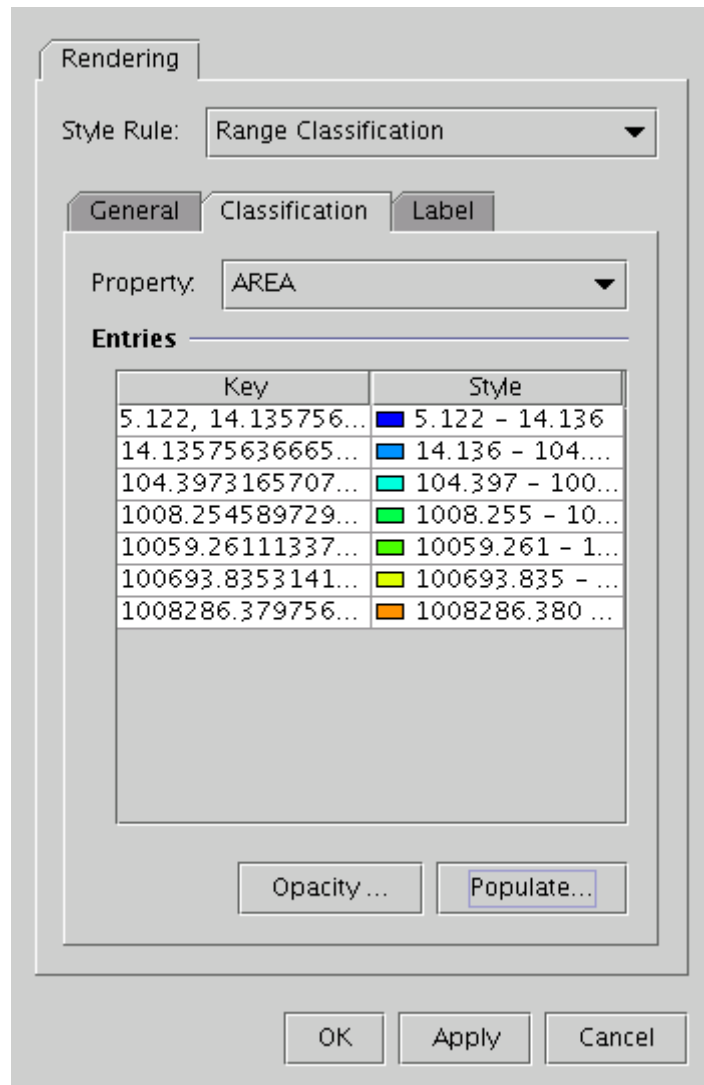 Rendering
Style Rule: Range Classification
General Classification Label
Property: AREA
Entries
Key Style
5.122, 14.135756... 5.122 – 14.136
14.13575636665... 14.136 – 104....
104.3973165707... 104.397 – 100...
1008.254589729... 1008.255 – 10...
10059.26111337... 10059.261 – 1...
100693.8353141... 100693.835 – ...
1008286.379756... 1008286.380 ...
Opacity ... Populate...
OK Apply Cancel